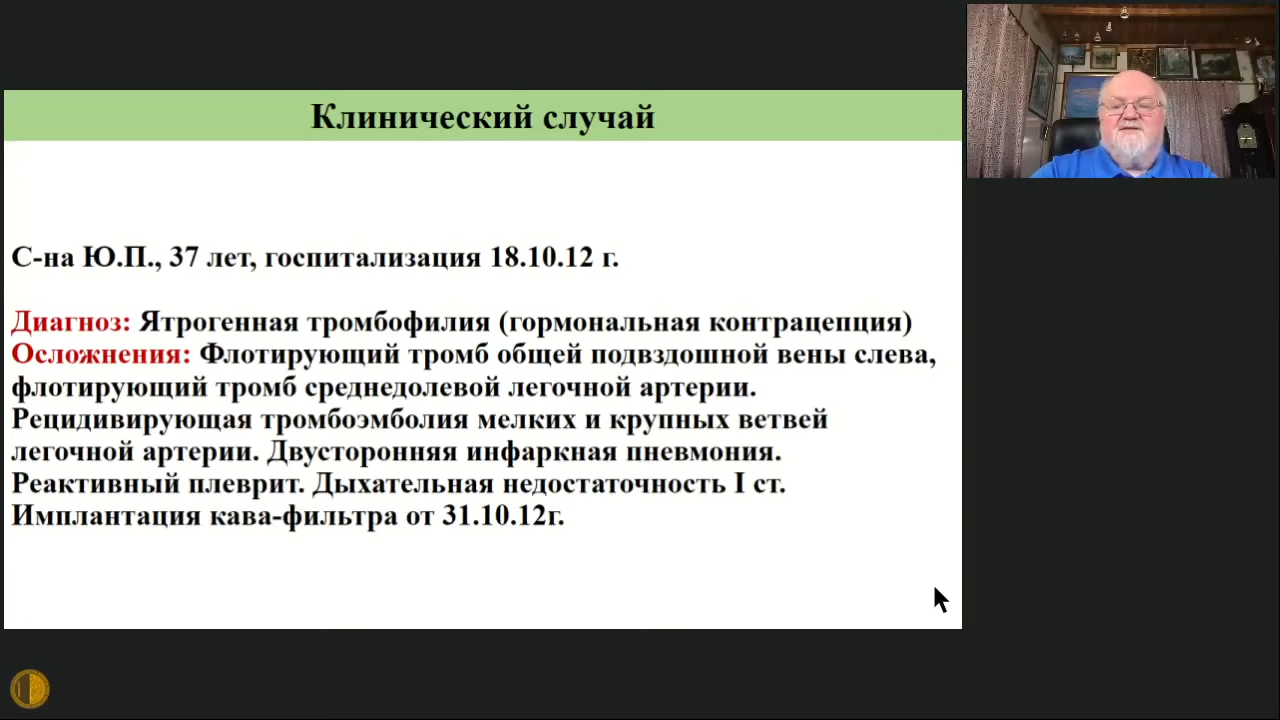 Клинический случай
С-на Ю.П., 37 лет, госпитализация 18.10.12 г.
Диагноз: Ятрогенная тромбофилия (гормональная контрацепция)
Осложнения: Флотирующий тромб общей подвздошной вены слева,
флотирующий тромб среднедолевой легочной артерии.
Рецидивирующая тромбоэмболия мелких и крупных ветвей
легочной артерии. Двусторонняя инфаркная пневмония.
Реактивный плеврит. Дыхательная недостаточность I ст.
Имплантация кава-фильтра от 31.10.12г.